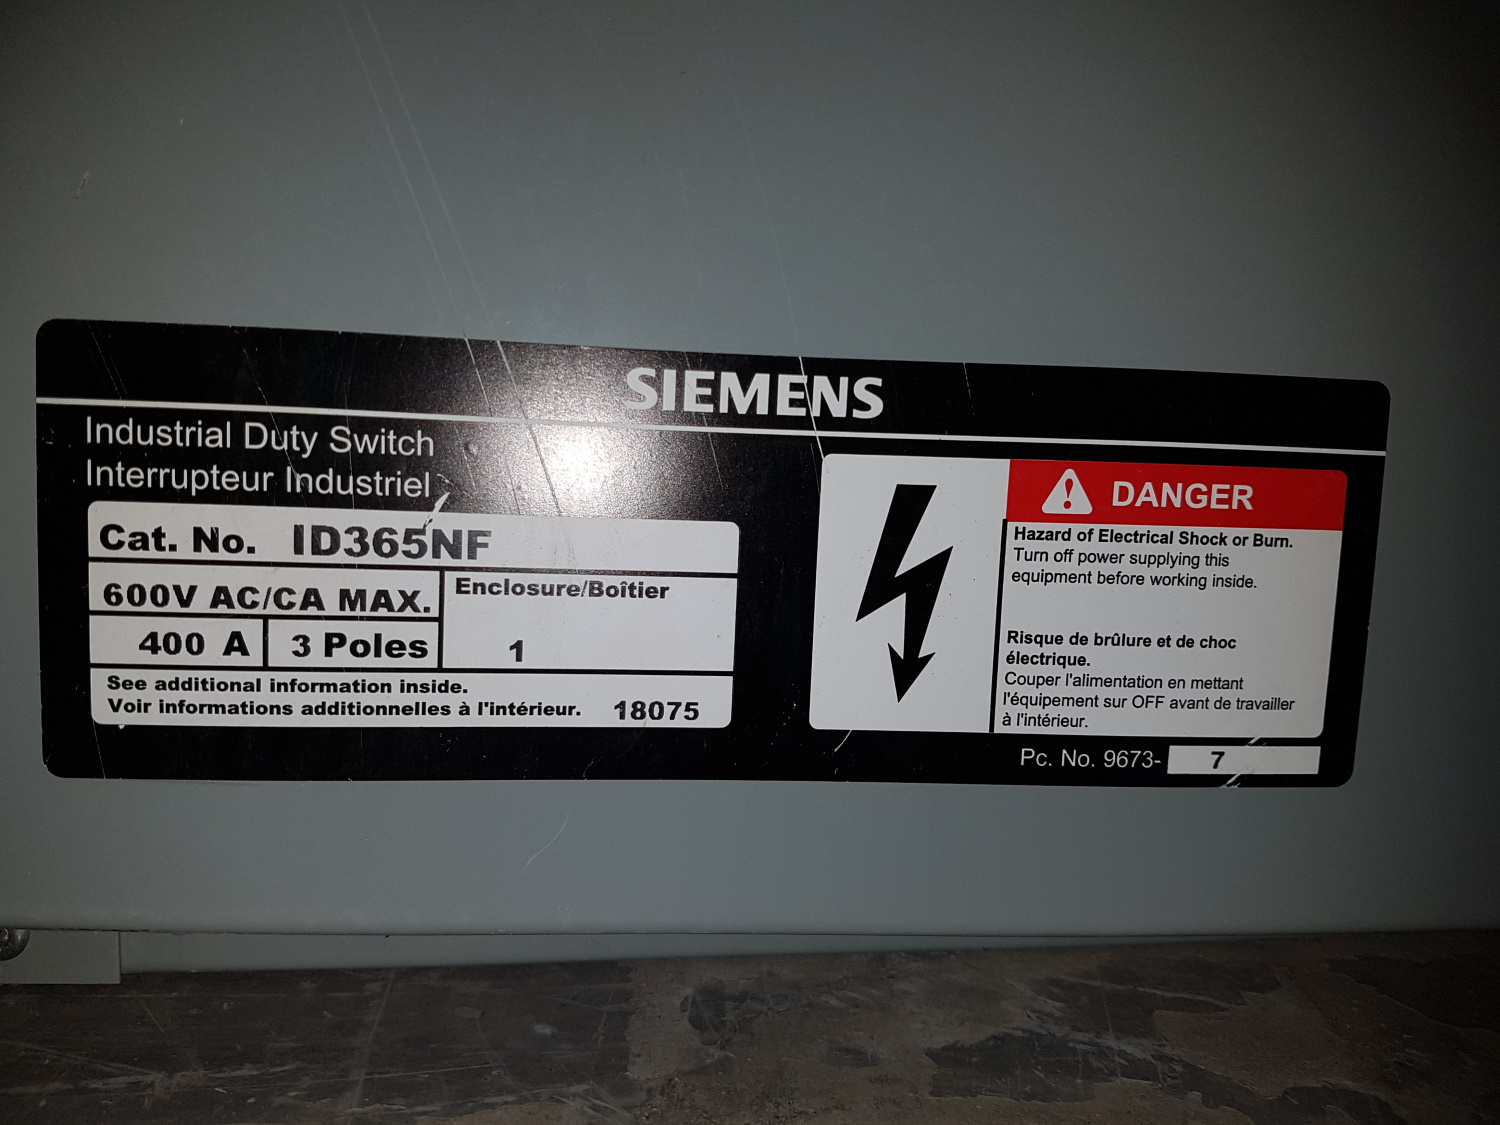 SIEMENS
Industrial Duty Switch
Interrupteur Industriel
Cat. No. ID365NF
600V AC/CA MAX.
400 A
3 Poles
Enclosure/Boîtier
1
See additional information inside.
Voir informations additionnelles à l'intérieur. 18075
DANGER
Hazard of Electrical Shock or Burn.
Turn off power supplying this
equipment before working inside.
Risque de brûlure et de choc
électrique.
Couper l'alimentation en mettant
l'équipement sur OFF avant de travailler
à l'intérieur.
Pc. No. 9673- 7